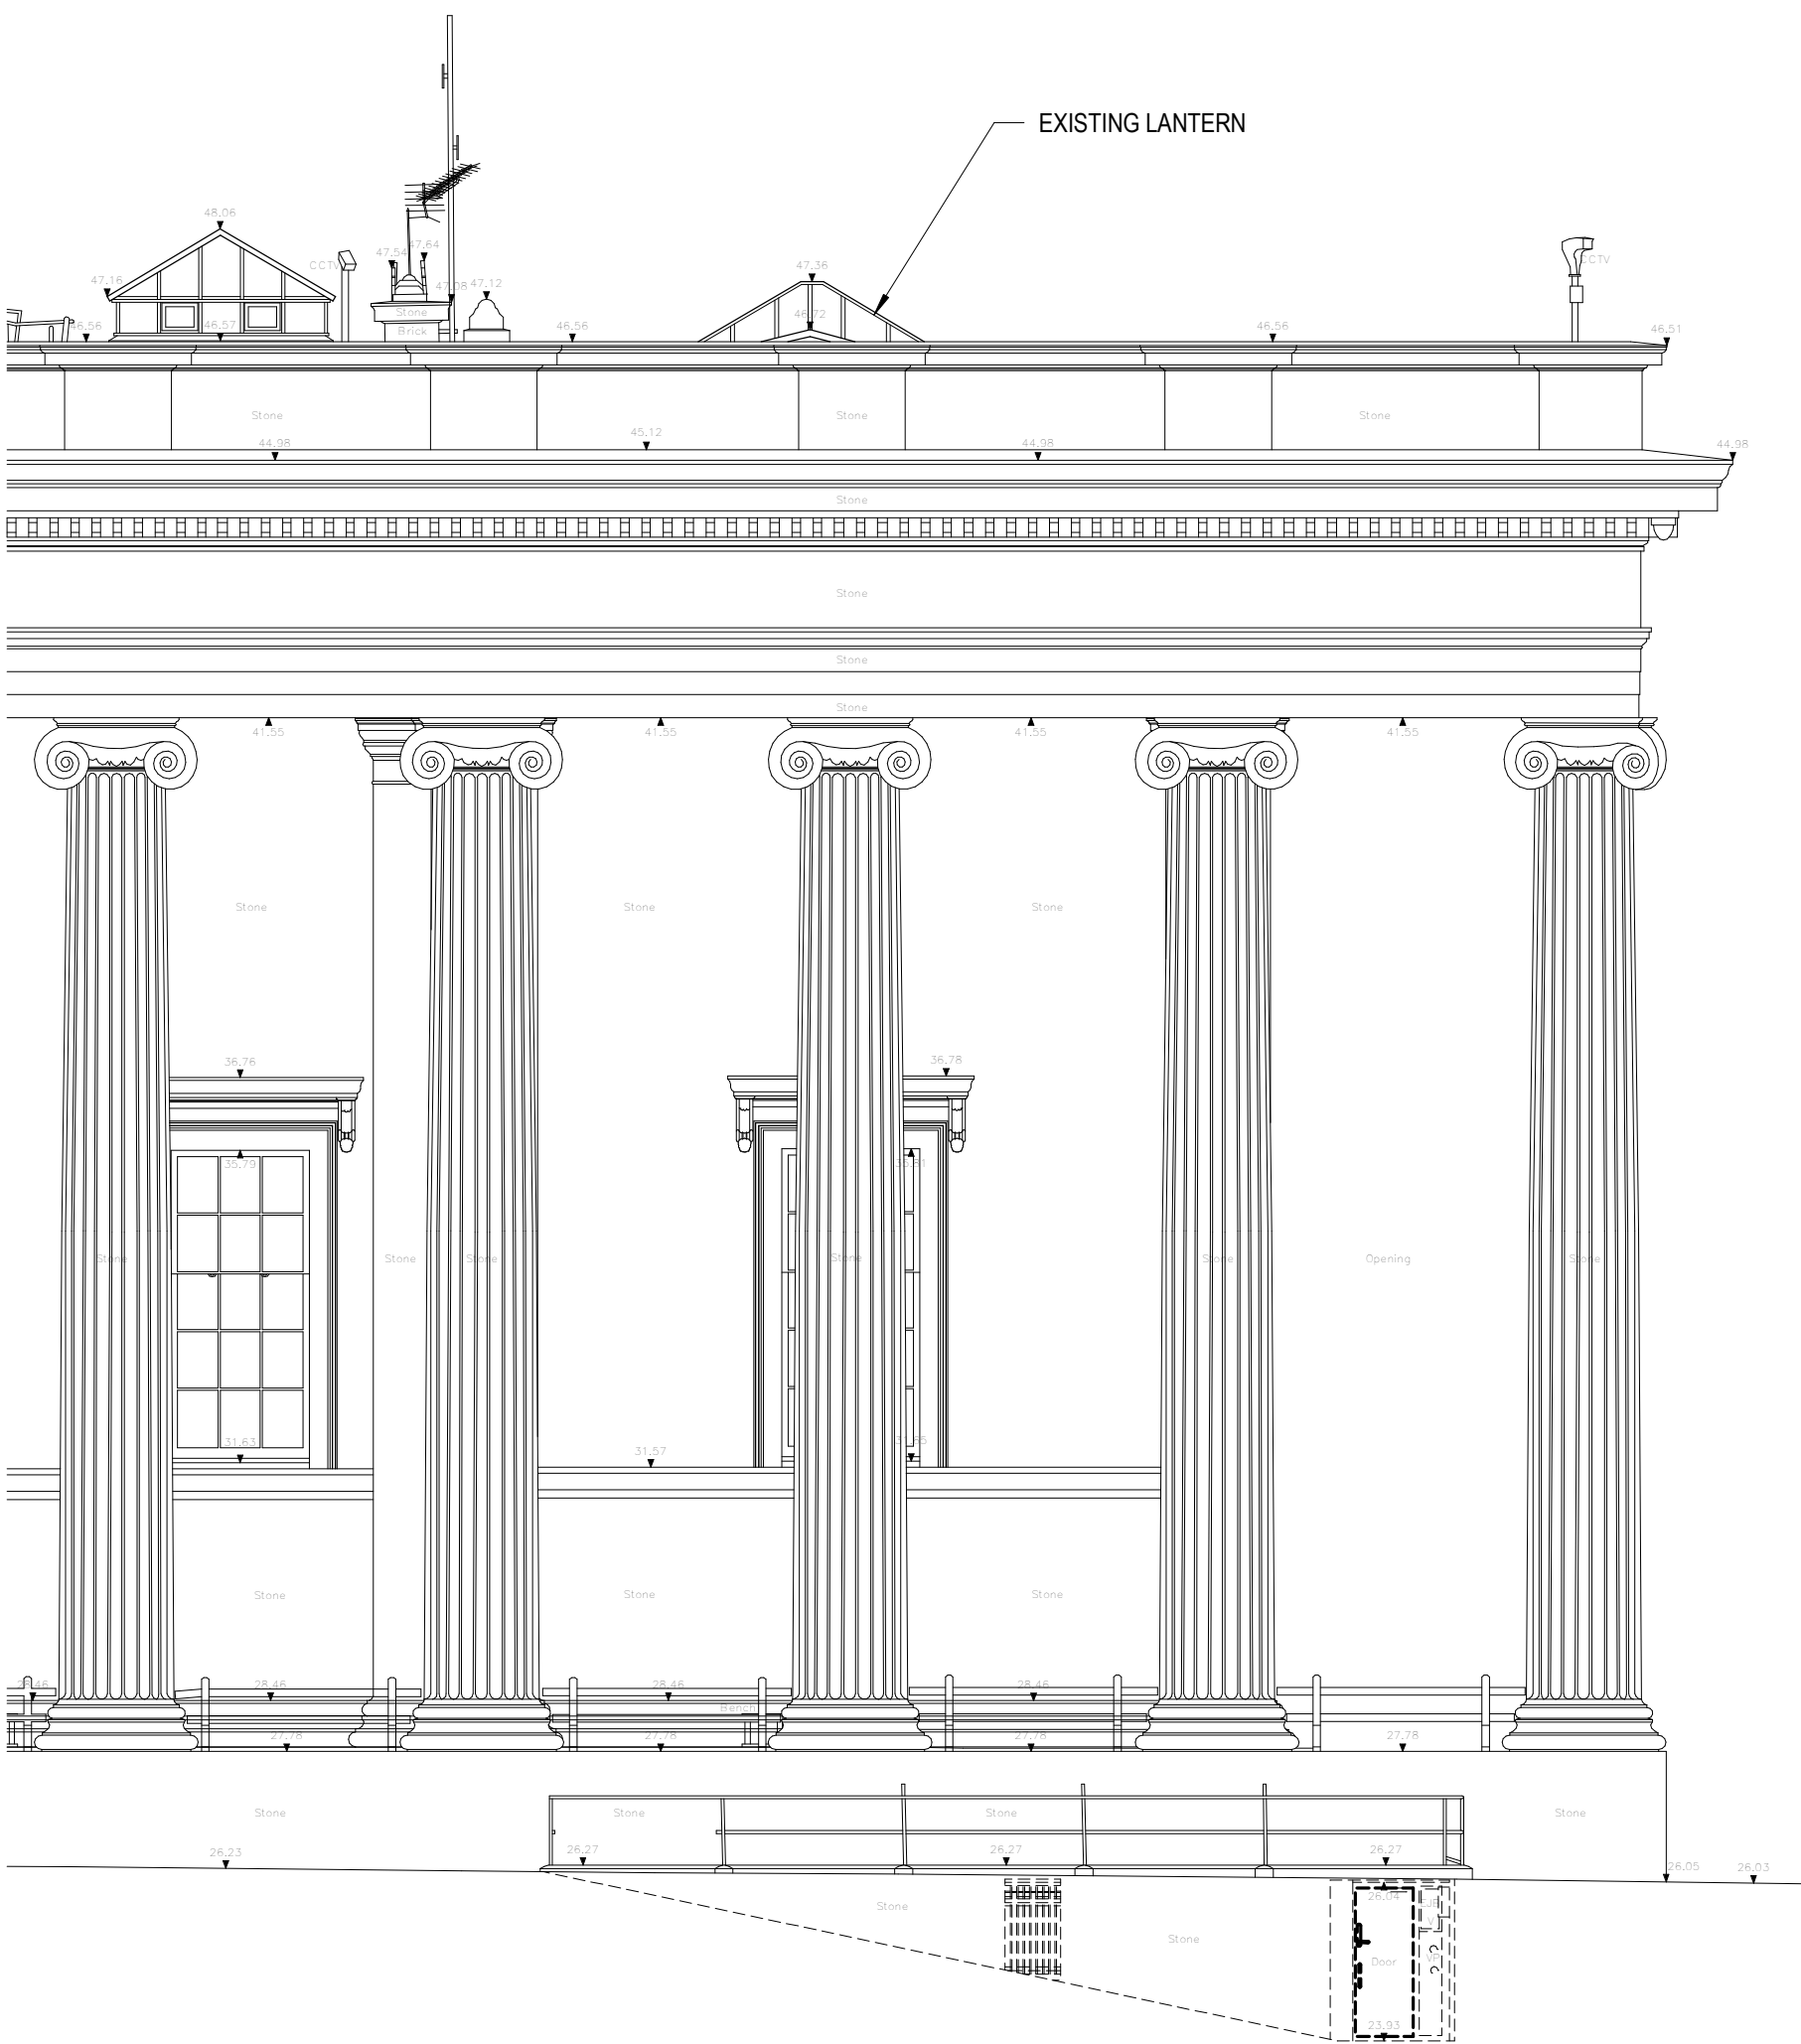 EXISTING LANTERN
48.06
CCTV
47.54
47.64
47.36
CCTV
47.16
47.08
47.12
Stone
46.56
46.57
Brick
46.56
46.72
46.56
46.51
Stone
Stone
Stone
45.12
44.98
44.98
44.98
Stone
Stone
Stone
Stone
41.55
41.55
41.55
41.55
Stone
Stone
Stone
36.76
36.78
35.79
Stone
Stone
Stone
Stone
Stone
Opening
Stone
31.63
31.57
31.65
Stone
Stone
Stone
28.46
28.46
28.46
28.46
Bench
27.78
27.78
27.78
27.78
Stone
Stone
Stone
Stone
26.23
26.27
26.27
26.27
26.05
26.03
26.04
Stone
Stone
Door
VP
23.93